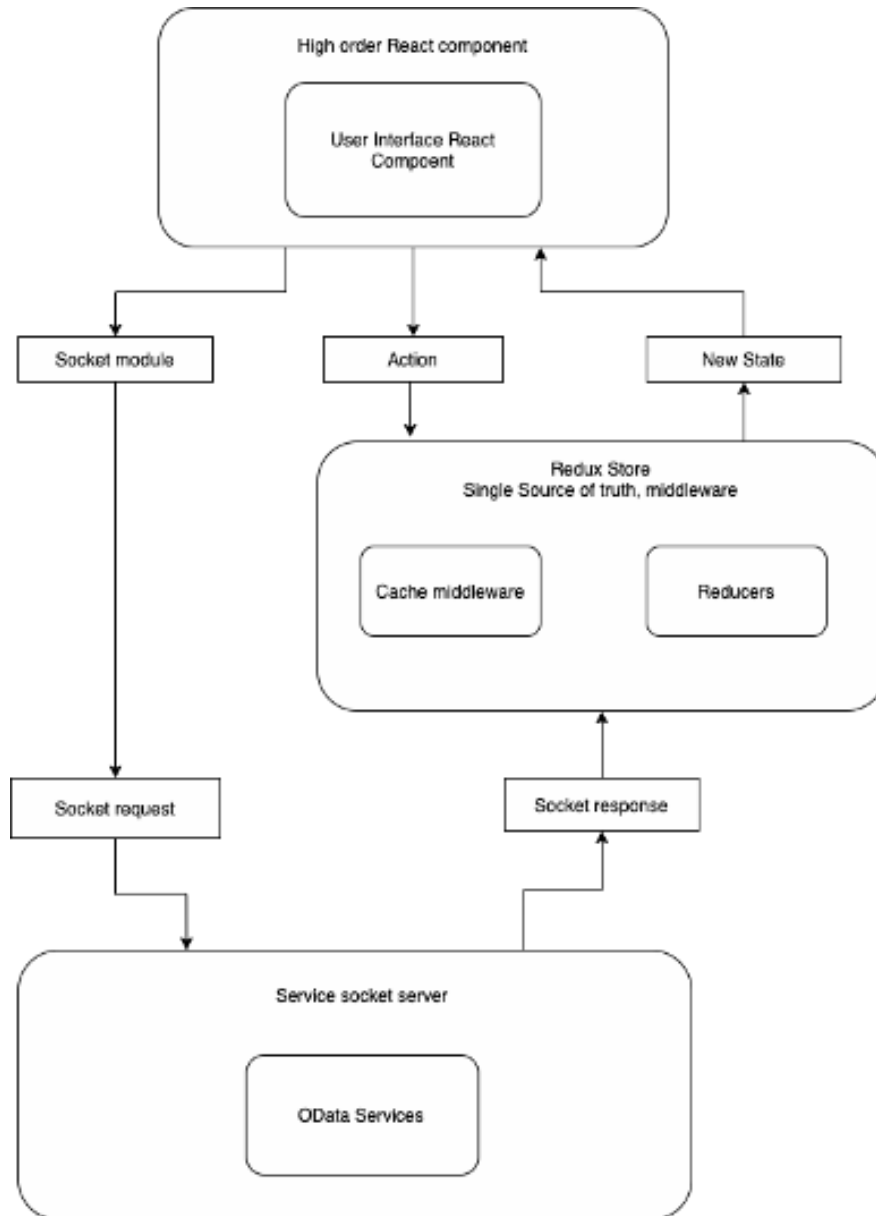 High order React component
User Interface React
Compcent
Socket module
Action
New State
Redux Store
Single Source of truth, middleware
Cache middleware
Reducers
Socket request
Socket response
Service socket server
OData Services